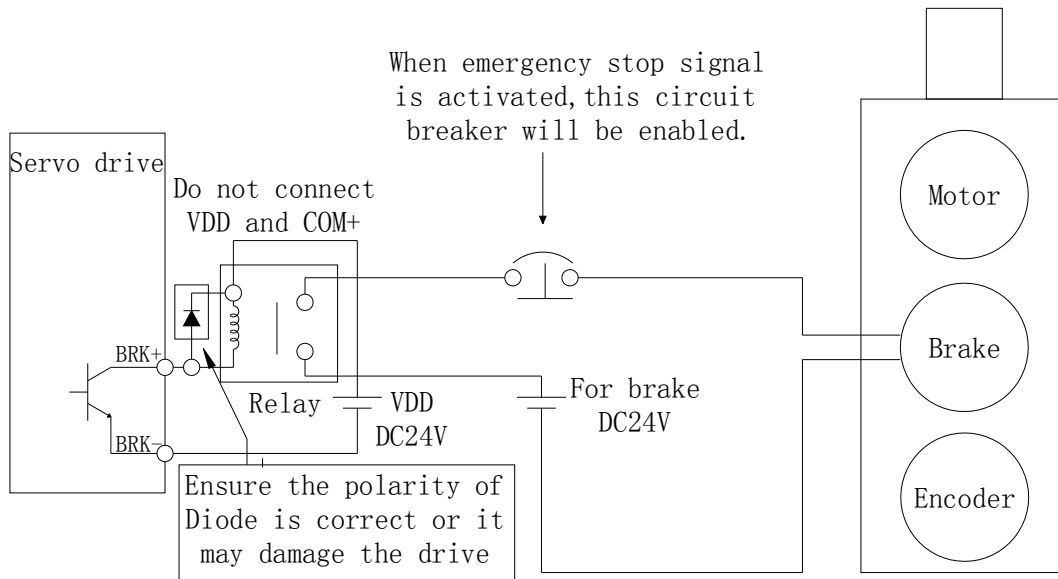 When emergency stop signal
is activated, this circuit
breaker will be enabled.
Servo drive
Do not connect
VDD and COM+
Motor
BRK+
Brake
Relay
VDD
DC24V
For brake
DC24V
BRK-
Ensure the polarity of
Diode is correct or it
may damage the drive
Encoder